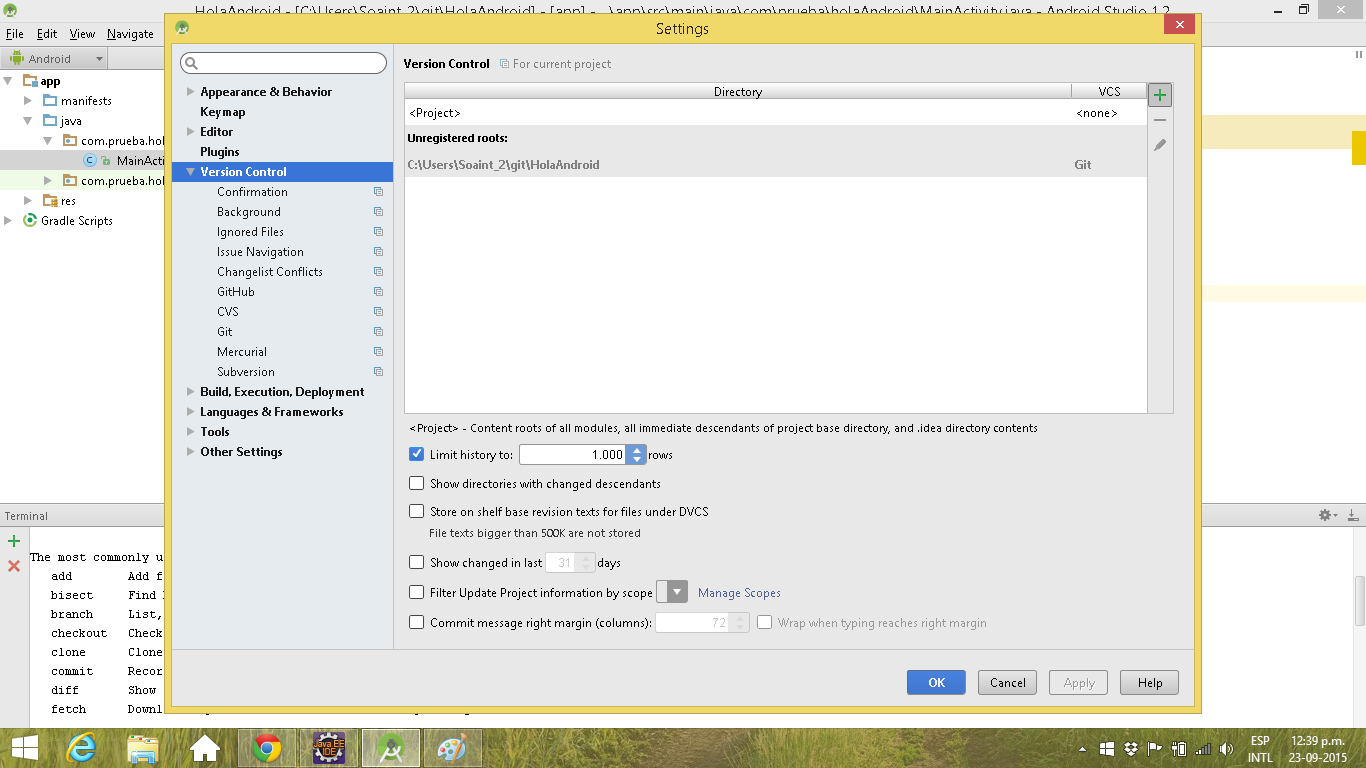 HolaAndroid - [C:\Users\Soaint_2\git\HolaAndroid] - [app] - ...\app\src\main\java\com\prueba\holaAndroid\MainActivity.java - Android Studio 1.2
Settings
File Edit View Navigate
Android
app
manifests
java
com.prueba.hol
MainActi
com.prueba.hol
res
Gradle Scripts
Appearance & Behavior
Keymap
Editor
Plugins
Version Control
Confirmation
Background
Ignored Files
Issue Navigation
Changelist Conflicts
GitHub
CVS
Git
Mercurial
Subversion
Build, Execution, Deployment
Languages & Frameworks
Tools
Other Settings
Version Control For current project
Directory VCS
<Project> <none>
Unregistered roots:
C:\Users\Soaint_2\git\HolaAndroid Git
<Project> - Content roots of all modules, all immediate descendants of project base directory, and .idea directory contents
Limit history to: 1.000 rows
Show directories with changed descendants
Store on shelf base revision texts for files under DVCS
File texts bigger than 500K are not stored
Show changed in last 31 days
Filter Update Project information by scope Manage Scopes
Commit message right margin (columns): 72 Wrap when typing reaches right margin
OK Cancel Apply Help
Terminal
The most commonly u
add Add f
bisect Find
branch List,
checkout Check
clone Clone
commit Recor
diff Show
fetch Downl
Java EE
IDE
ESP
INTL
12:39 p.m.
23-09-2015